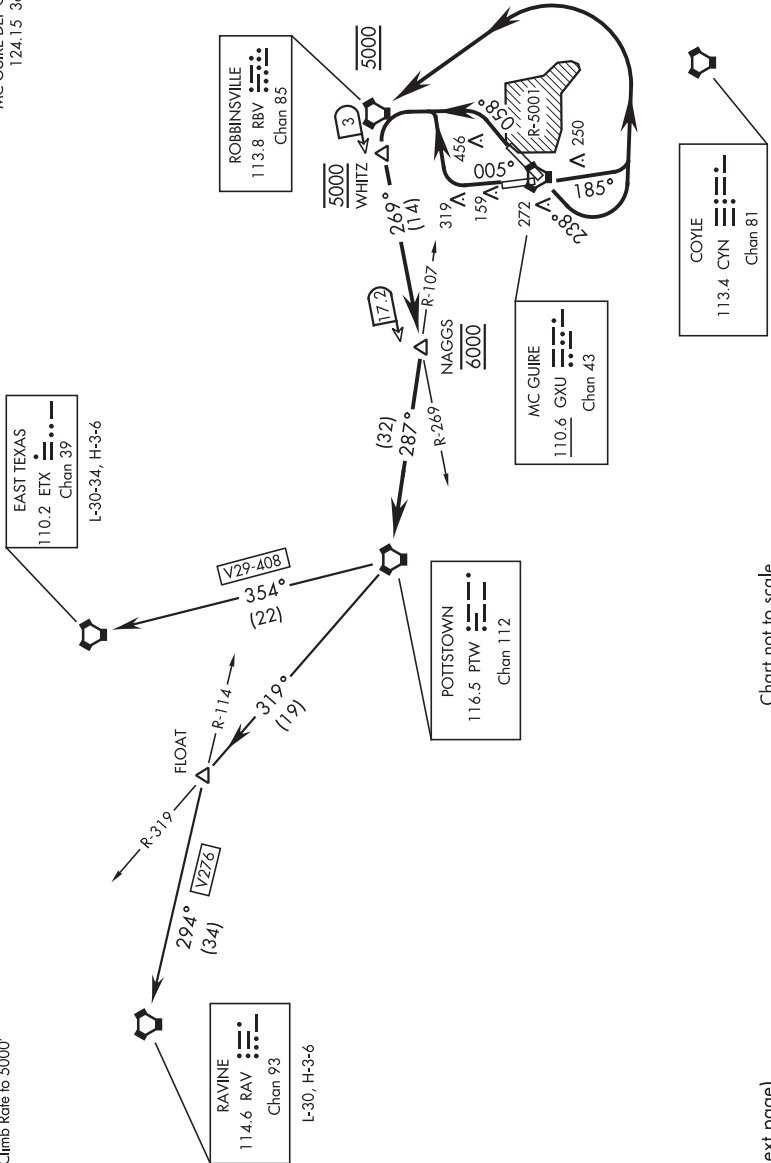 MC GUIRE DEP C
124.15 3
Climb Rate to 5000'
EAST TEXAS
110.2 ETX
Chan 39
L-30-34, H-3-6
ROBBINSVILLE
113.8 RBV
Chan 85
5000
3
5000
WHITZ
269°
(14)
17.2
NAGGS
6000
R-107
R-269
(32)
287°
V29-408
354°
(22)
319°
(19)
FLOAT
R-114
R-319
V276
294°
(34)
RAVINE
114.6 RAV
Chan 93
L-30, H-3-6
POTTSTOWN
116.5 PTW
Chan 112
MC GUIRE
110.6 GXU
Chan 43
COYLE
113.4 CYN
Chan 81
R-5001
058°
005°
185°
238°
456
319
159
272
250
Chart not to scale
ext page)